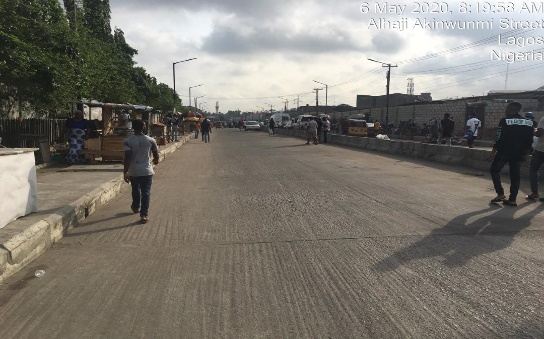 6 May 2020, 8:19:58 AM
Alhaji Akinwunmi Street
Lagos
Nigeria